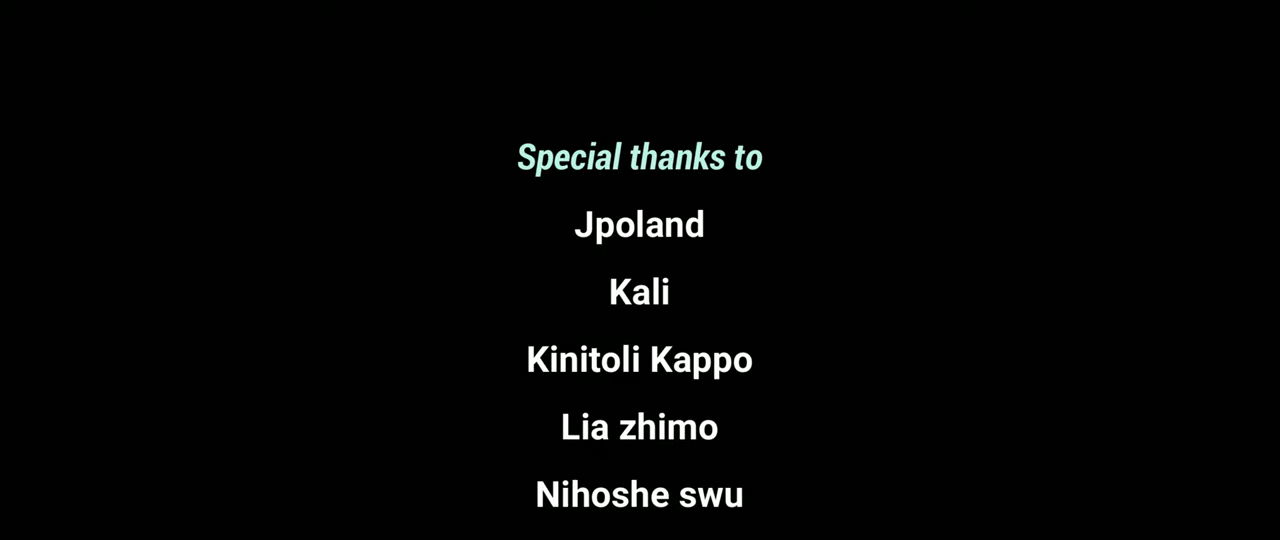 Special thanks to
Jpoland
Kali
Kinitoli Kappo
Lia zhimo
Nihoshe swu